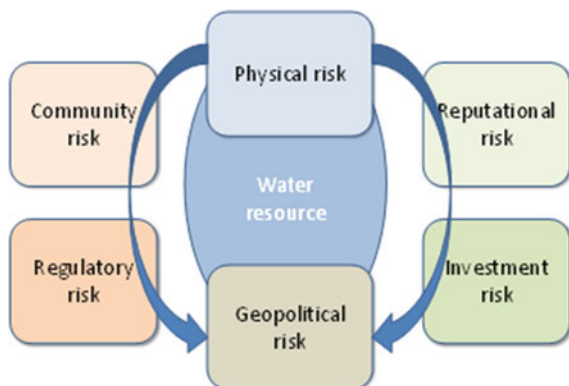 Physical risk
Community
risk
Reputational
risk
Water
resource
Regulatory
risk
Investment
risk
Geopolitical
risk